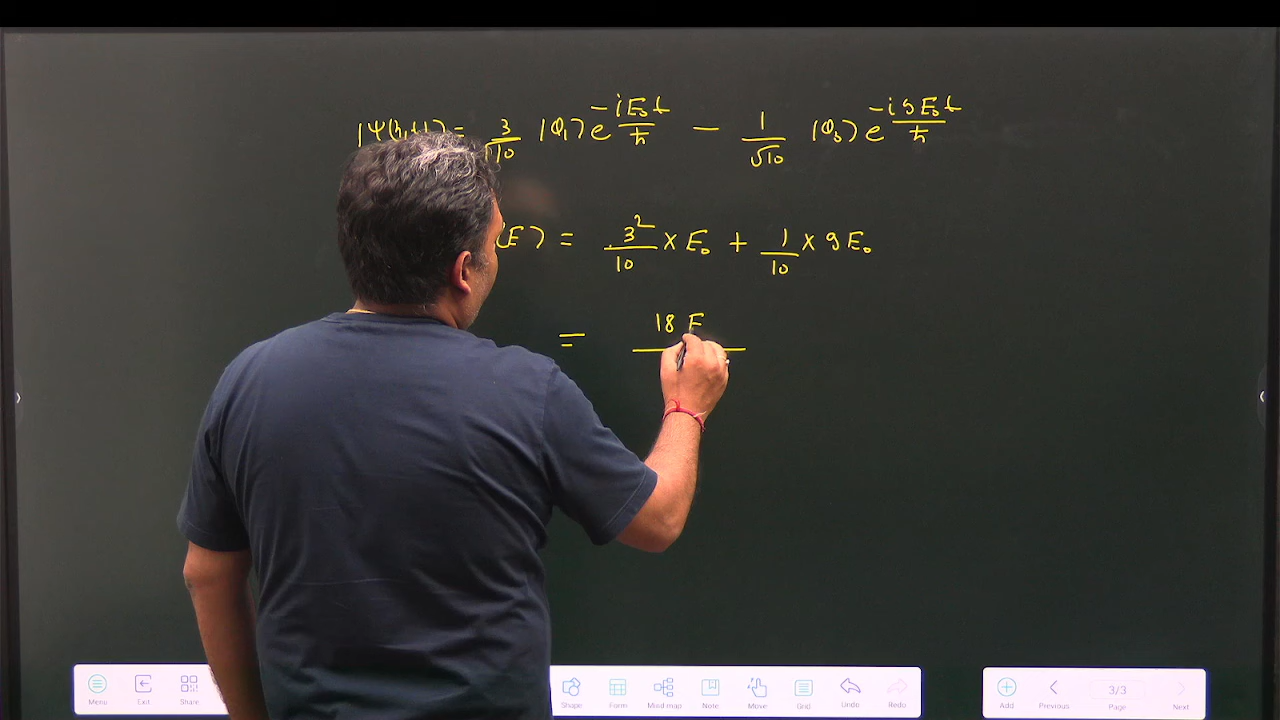 |Ψ(x,t)⟩ = 3/√10 |Φ₁⟩ e^(-iE₀t/ħ) − 1/√10 |Φ₃⟩ e^(-i9E₀t/ħ)
⟨E⟩ = 3²/10 × E₀ + 1/10 × 9E₀
= 18 E
Menu Exit Share Shape Form Mind map Note Move Grid Undo Redo Add Previous 3/3 Page Next